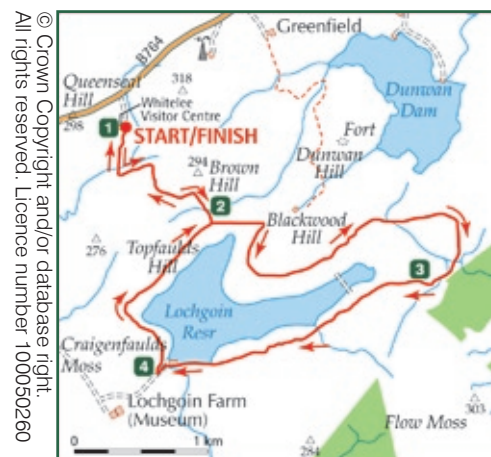 © Crown Copyright and/or database right.
All rights reserved. Licence number 100050260
B764
Greenfield
Queenseat
Hill
298
318
Whitelee
Visitor Centre
1
START/FINISH
Dunwan
Dam
Fort
Dunwan
Hill
294
Brown
Hill
2
Blackwood
Hill
276
Topfaulds
Hill
3
Lochgoin
Resr
Craigenfaulds
Moss
4
Lochgoin Farm
(Museum)
Flow Moss
303
284
0
1 km